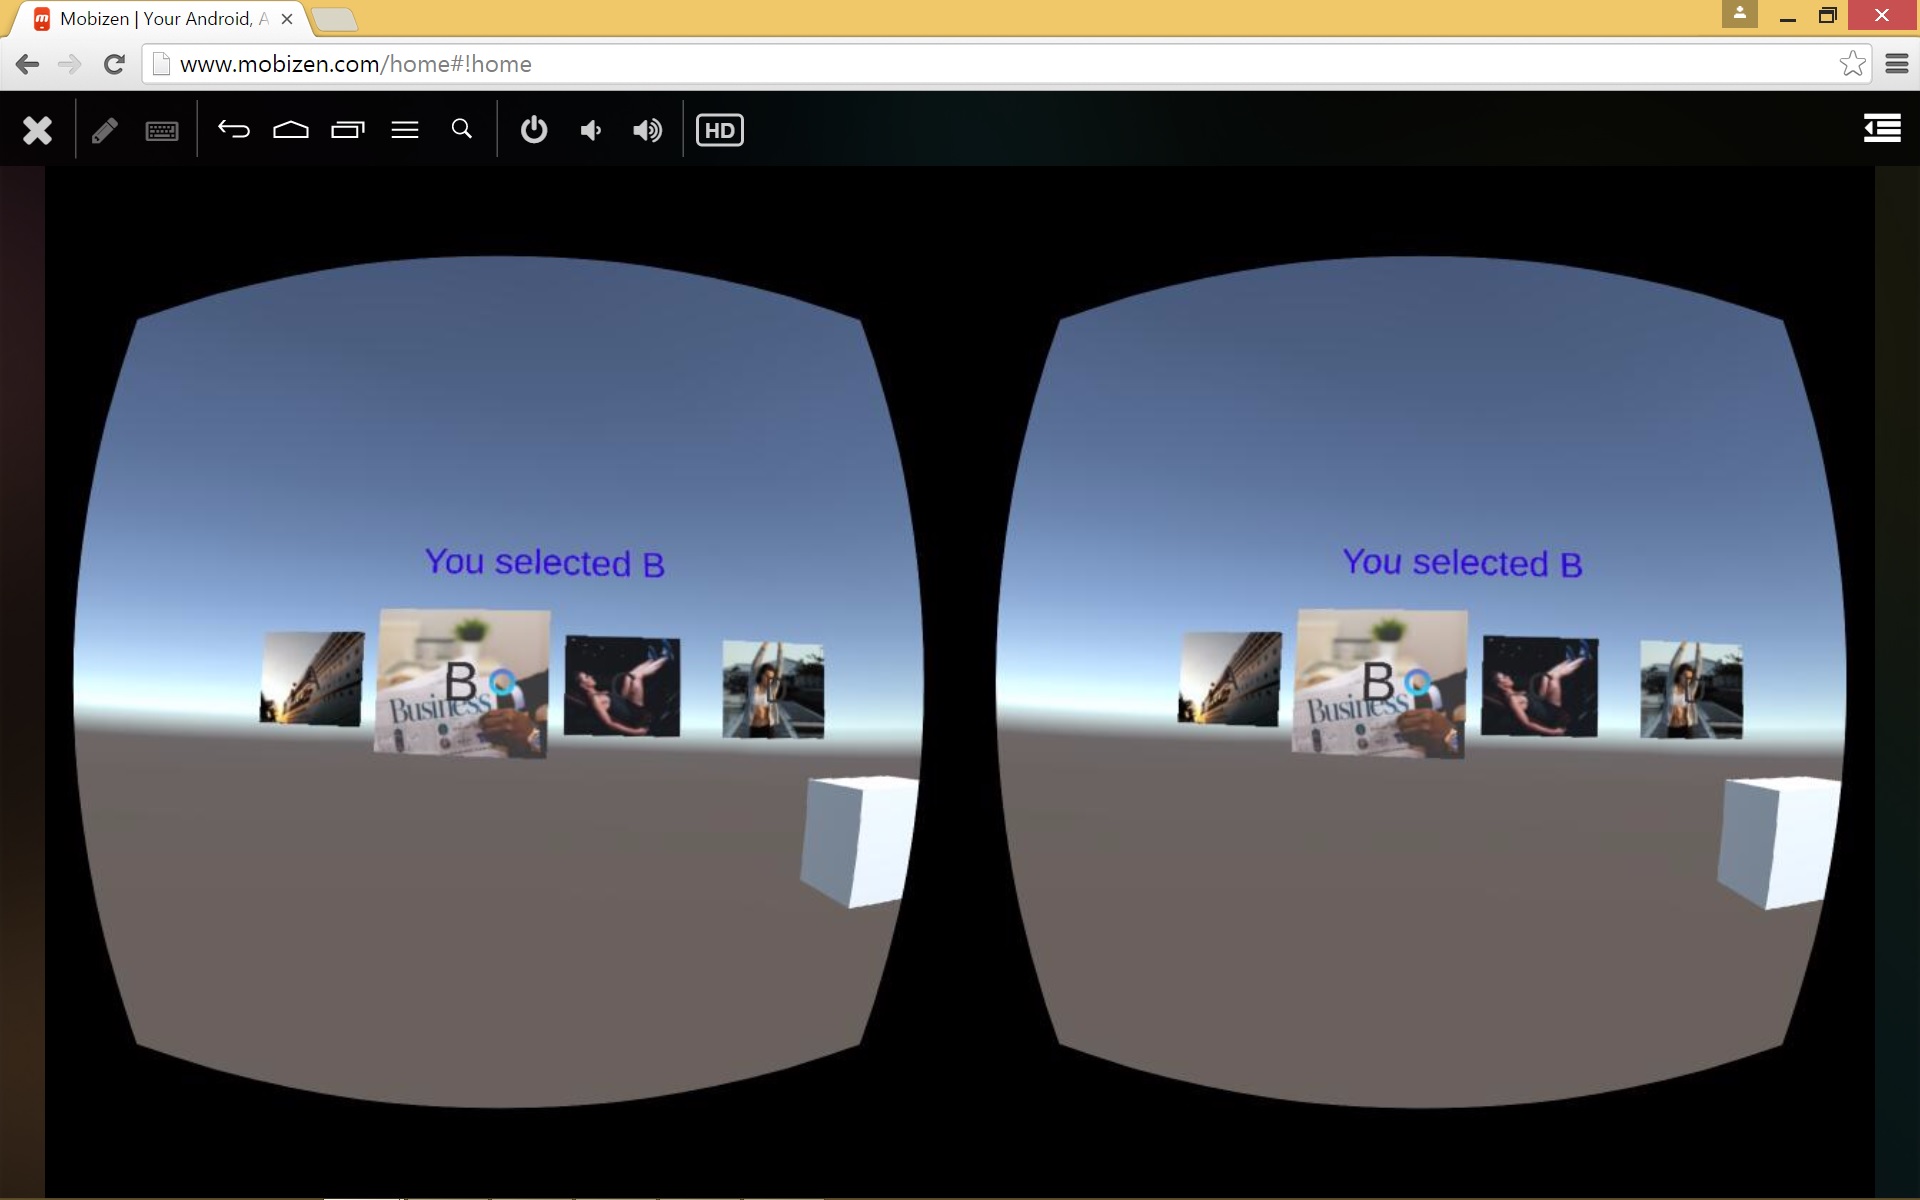 Mobizen | Your Android, A
www.mobizen.com/home#!home
HD
You selected B
You selected B
B
Business
B
Business